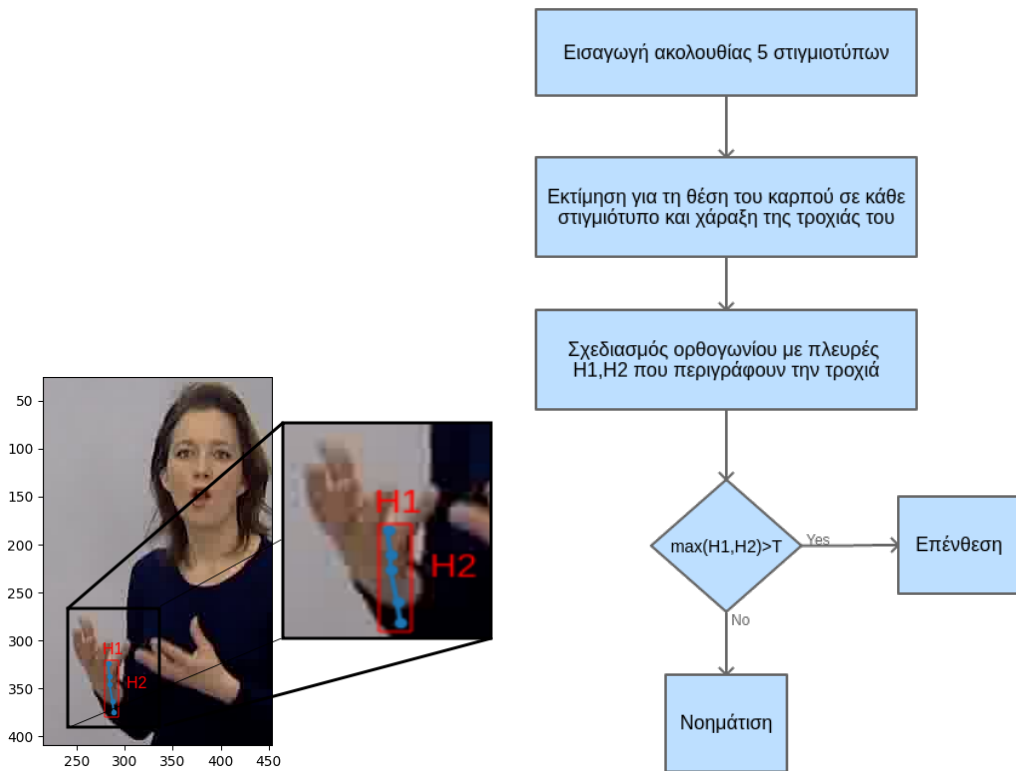 Εισαγωγή ακολουθίας 5 στιγμιοτύπων
Εκτίμηση για τη θέση του καρπού σε κάθε
στιγμιότυπο και χάραξη της τροχιάς του
Σχεδιασμός ορθογωνίου με πλευρές
H1,H2 που περιγράφουν την τροχιά
max(H1,H2)>T
Yes
Επένθεση
No
Νοημάτιση
50
100
150
200
250
300
350
400
250
300
350
400
450
H1
H2
H1
H2